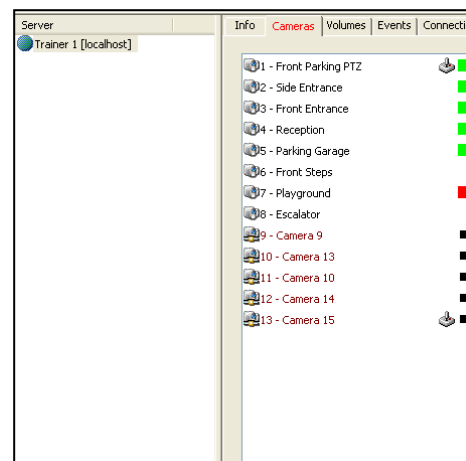 Server
Trainer 1 [localhost]
Info Cameras Volumes Events Connecti
1 - Front Parking PTZ
2 - Side Entrance
3 - Front Entrance
4 - Reception
5 - Parking Garage
6 - Front Steps
7 - Playground
8 - Escalator
9 - Camera 9
10 - Camera 13
11 - Camera 10
12 - Camera 14
13 - Camera 15